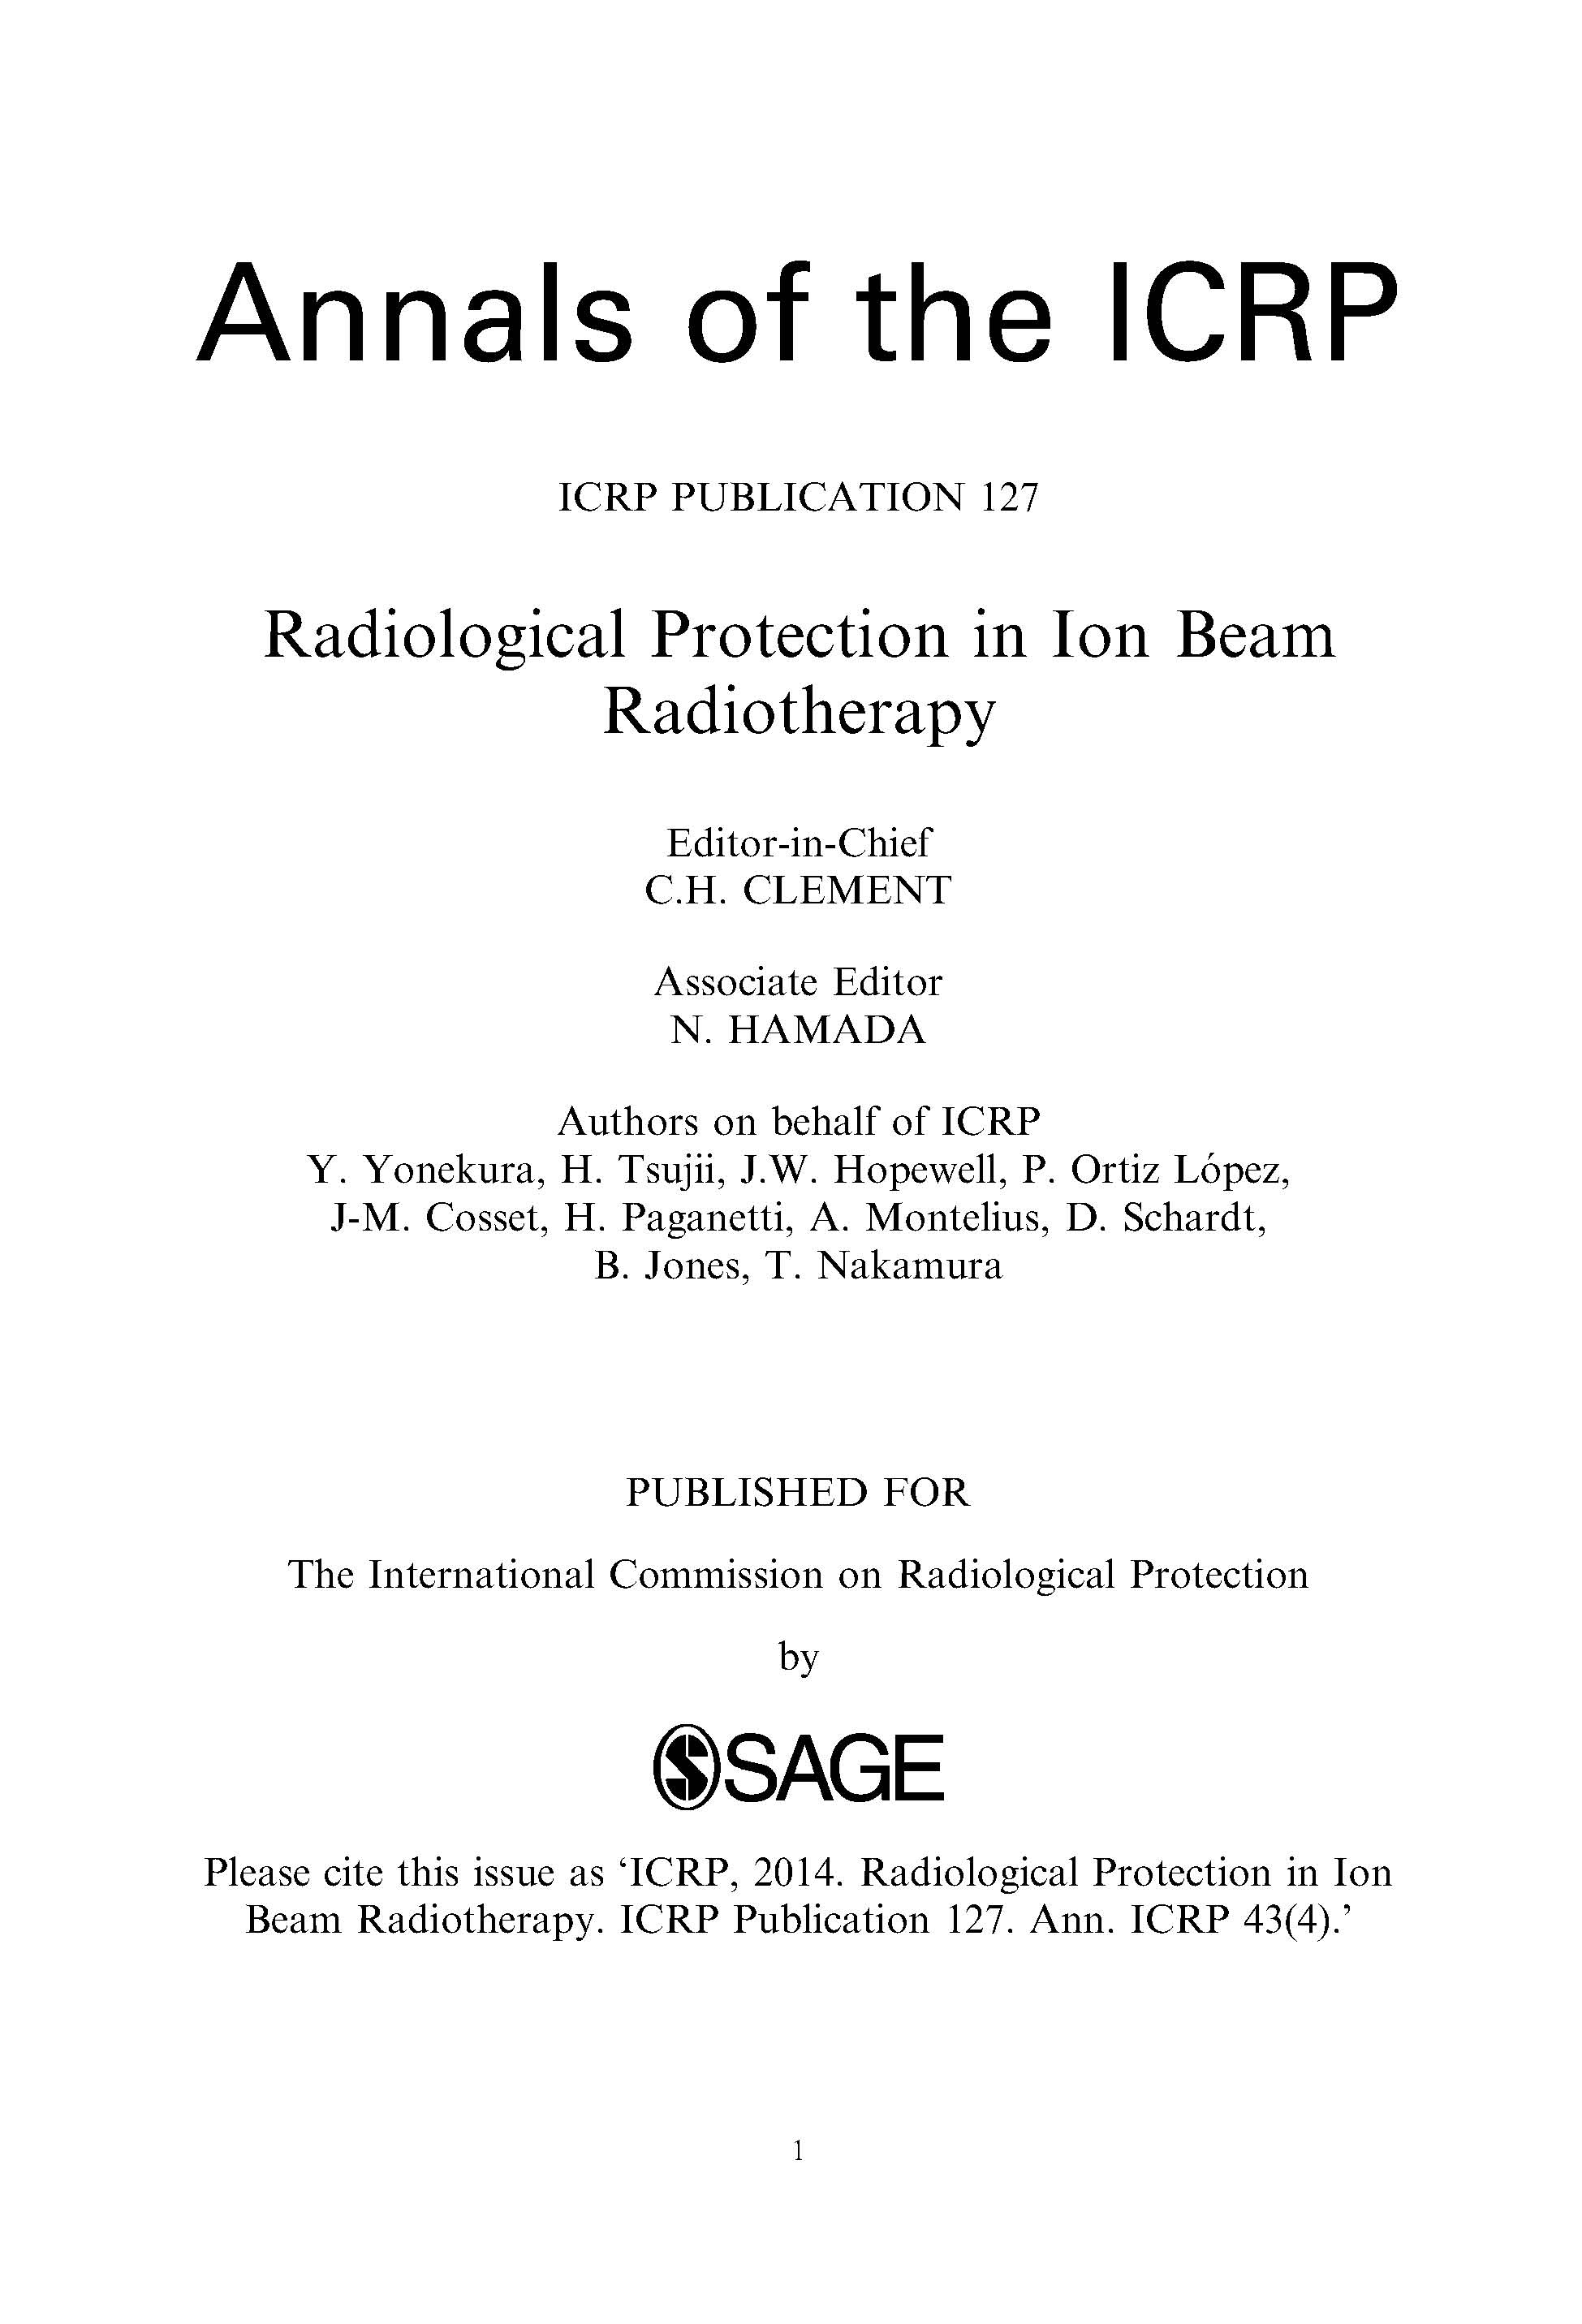 Annals of the ICRP
ICRP PUBLICATION 127
Radiological Protection in Ion Beam
Radiotherapy
Editor-in-Chief
C.H. CLEMENT
Associate Editor
N. HAMADA
Authors on behalf of ICRP
Y. Yonekura, H. Tsujii, J.W. Hopewell, P. Ortiz López,
J-M. Cosset, H. Paganetti, A. Montelius, D. Schardt,
B. Jones, T. Nakamura
PUBLISHED FOR
The International Commission on Radiological Protection
by
SAGE
Please cite this issue as ‘ICRP, 2014. Radiological Protection in Ion
Beam Radiotherapy. ICRP Publication 127. Ann. ICRP 43(4).’
1